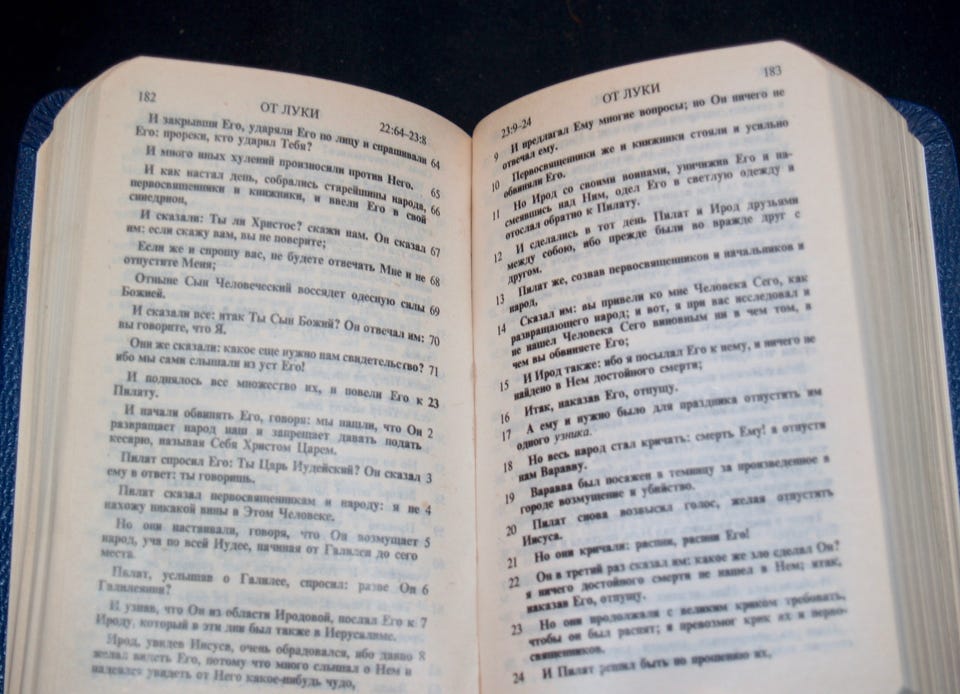 182
ОТ ЛУКИ
22:64-23:8
И закрывши Его, ударяли Его по лицу и спрашивали 64
Его: прореки, кто ударил Тебя?
И много иных хулений произносили против Него. 65
И как настал день, собрались старейшины народа, 66
первосвященники и книжники, и ввели Его в свой
синедрион,
И сказали: Ты ли Христос? скажи нам. Он сказал 67
им: если скажу вам, вы не поверите;
Если же и спрошу вас, не будете отвечать Мне и не 68
отпустите Меня;
Отныне Сын Человеческий воссядет одесную силы 69
Божией.
И сказали все: итак Ты Сын Божий? Он отвечал им: 70
вы говорите, что Я.
Они же сказали: какое еще нужно нам свидетельство? 71
ибо мы сами слышали из уст Его!
И поднялось все множество их, и повели Его к 23
Пилату.
И начали обвинять Его, говоря: мы нашли, что Он 2
развращает народ наш и запрещает давать подать
кесарю, называя Себя Христом Царем.
Пилат спросил Его: Ты Царь Иудейский? Он сказал 3
ему в ответ: ты говоришь.
Пилат сказал первосвященникам и народу: я не 4
нахожу никакой вины в Этом Человеке.
Но они настаивали, говоря, что Он возмущает 5
народ, уча по всей Иудее, начиная от Галилеи до сего
места.
Пилат, услышав о Галилее, спросил: разве Он 6
Галилеянин?
И узнав, что Он из области Иродовой, послал Его к 7
Ироду, который в эти дни был также в Иерусалиме.
Ирод, увидев Иисуса, очень обрадовался, ибо давно 8
желал видеть Его, потому что много слышал о Нем и
надеялся увидеть от Него какое-нибудь чудо,
183
ОТ ЛУКИ
23:9-24
9 И предлагал Ему многие вопросы; но Он ничего не
отвечал ему.
10 Первосвященники же и книжники стояли и усильно
обвиняли Его.
11 Но Ирод со своими воинами, уничижив Его и на-
смеявшись над Ним, одел Его в светлую одежду и
отослал обратно к Пилату.
12 И сделались в тот день Пилат и Ирод друзьями
между собою, ибо прежде были во вражде друг с
другом.
13 Пилат же, созвав первосвященников и начальников и
народ,
14 Сказал им: вы привели ко мне Человека Сего, как
развращающего народ; и вот, я при вас исследовал и
не нашел Человека Сего виновным ни в чем том, в
чем вы обвиняете Его;
15 И Ирод также: ибо я посылал Его к нему, и ничего не
найдено в Нем достойного смерти;
16 Итак, наказав Его, отпущу.
17 А ему и нужно было для праздника отпустить им
одного узника.
18 Но весь народ стал кричать: смерть Ему! а отпусти
нам Варавву.
19 Варавва был посажен в темницу за произведенное в
городе возмущение и убийство.
20 Пилат снова возвысил голос, желая отпустить
Иисуса.
21 Но они кричали: распни, распни Его!
22 Он в третий раз сказал им: какое же зло сделал Он?
я ничего достойного смерти не нашел в Нем; итак,
наказав Его, отпущу.
23 Но они продолжали с великим криком требовать,
чтобы он был распят; и превозмог крик их и перво-
священников.
24 И Пилат решил быть по прошению их,